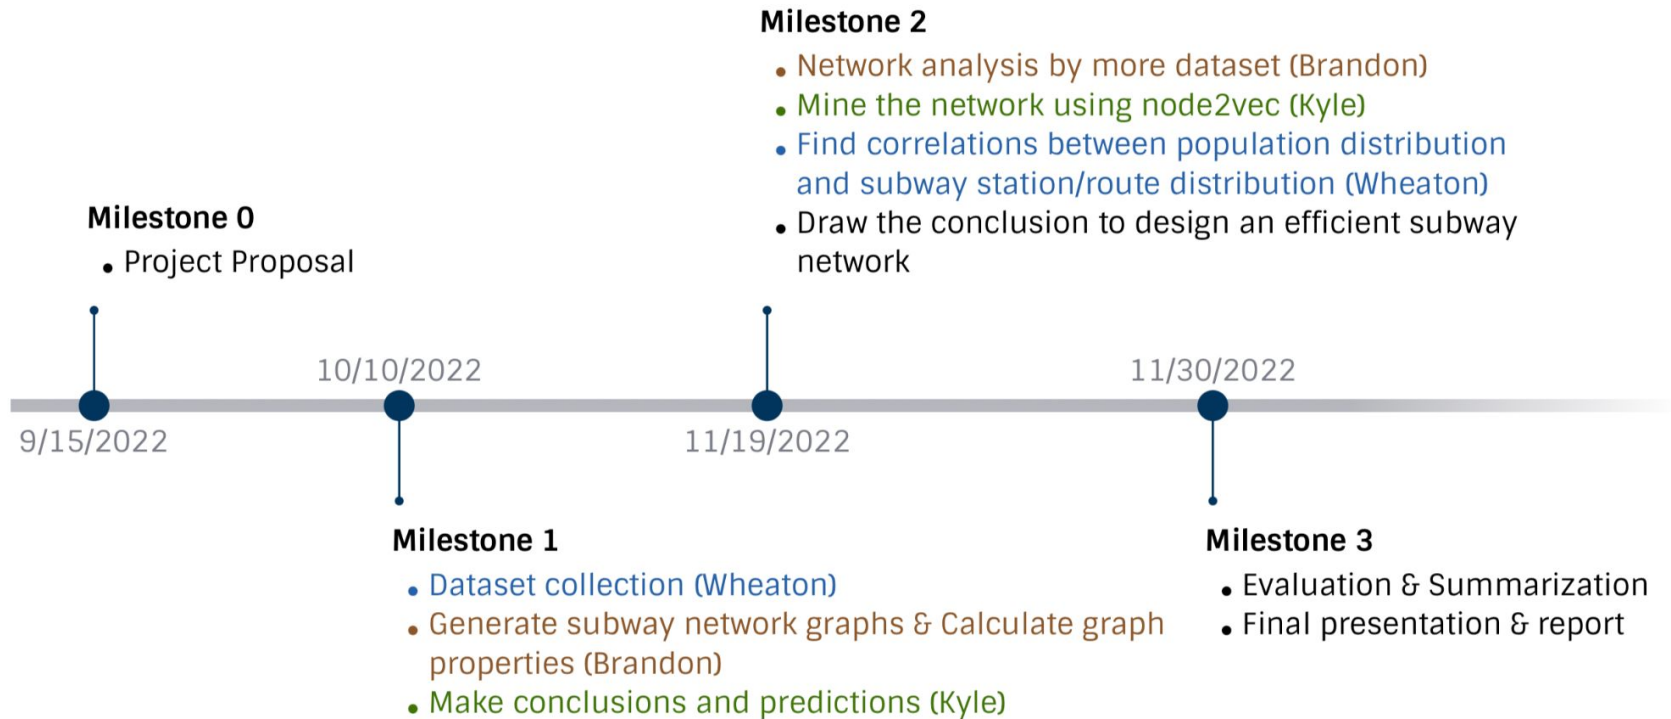 Milestone 0
• Project Proposal
9/15/2022
10/10/2022
Milestone 1
• Dataset collection (Wheaton)
• Generate subway network graphs & Calculate graph
properties (Brandon)
• Make conclusions and predictions (Kyle)
Milestone 2
• Network analysis by more dataset (Brandon)
• Mine the network using node2vec (Kyle)
• Find correlations between population distribution
and subway station/route distribution (Wheaton)
• Draw the conclusion to design an efficient subway
network
11/19/2022
11/30/2022
Milestone 3
• Evaluation & Summarization
• Final presentation & report